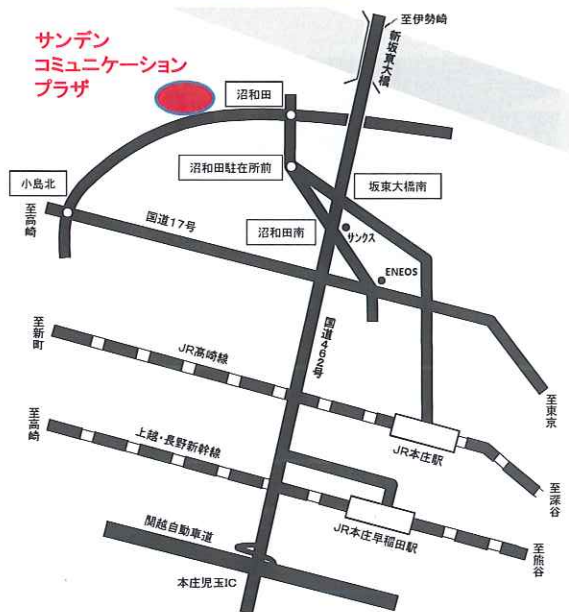 至伊勢崎
新坂東大橋
サンデン
コミュニケーション
プラザ
沼和田
沼和田駐在所前
坂東大橋南
小島北
至高崎
国道17号
沼和田南
サンクス
ENEOS
国道462号
至新町
JR高崎線
至東京
至高崎
上越・長野新幹線
JR本庄駅
至深谷
関越自動車道
JR本庄早稲田駅
至熊谷
本庄児玉IC